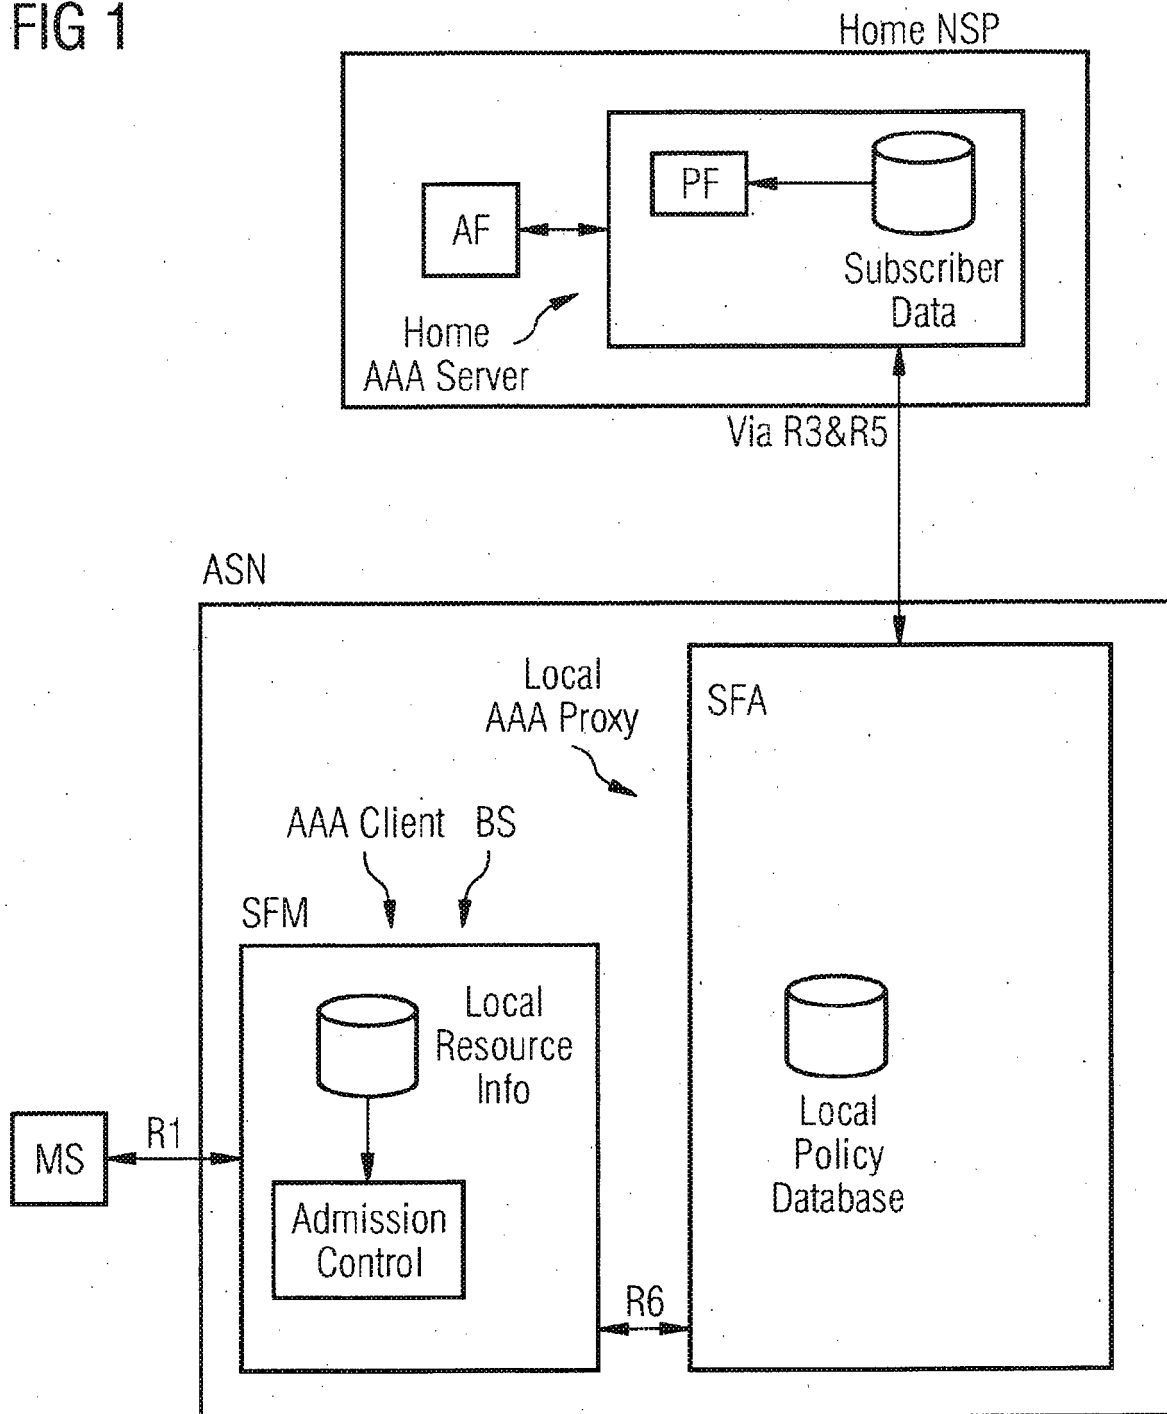 FIG 1
Home NSP
PF
AF
Subscriber
Data
Home
AAA Server
Via R3&R5
ASN
Local
AAA Proxy
SFA
AAA Client
BS
SFM
Local
Resource
Info
MS
R1
Local
Policy
Database
Admission
Control
R6